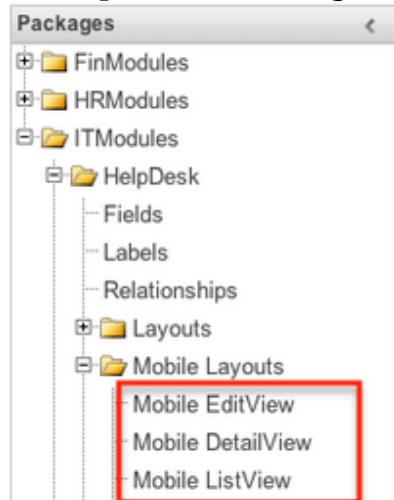 Packages
FinModules
HRModules
ITModules
HelpDesk
Fields
Labels
Relationships
Layouts
Mobile Layouts
Mobile EditView
Mobile DetailView
Mobile ListView